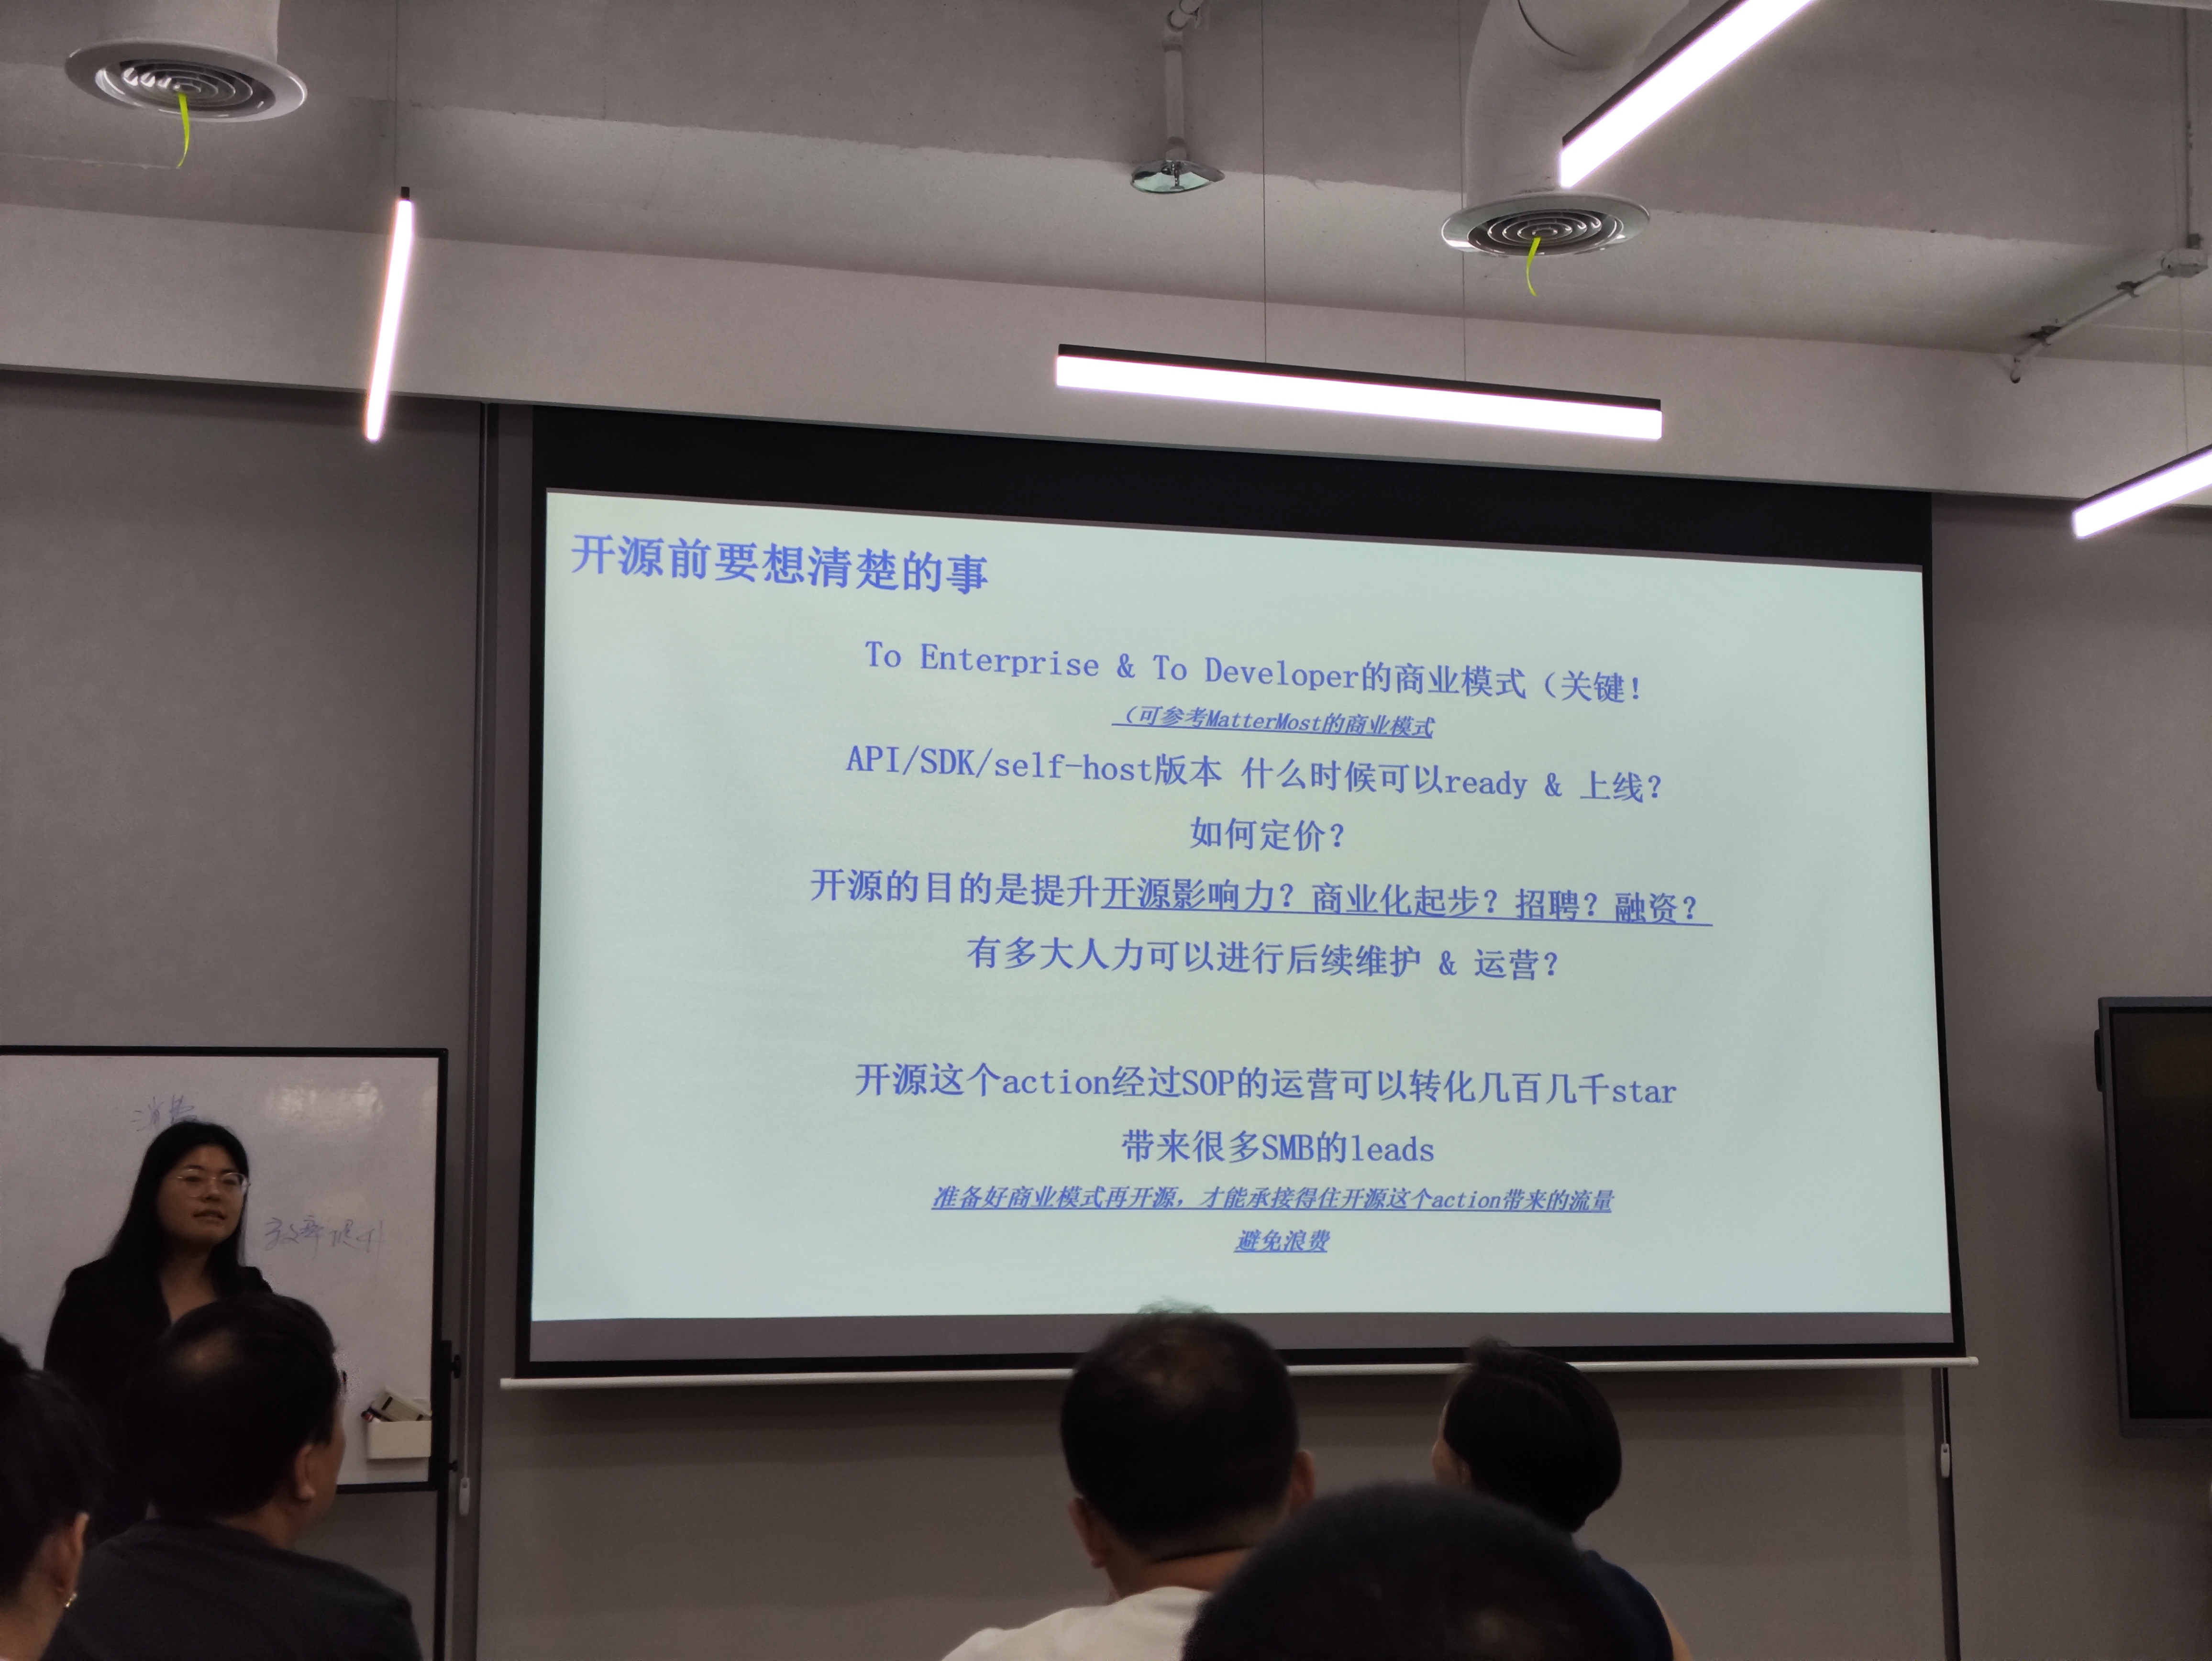 开源前要想清楚的事
To Enterprise & To Developer的商业模式（关键！
（可参考MatterMost的商业模式
API/SDK/self-host版本 什么时候可以ready & 上线？
如何定价？
开源的目的是提升开源影响力？商业化起步？招聘？融资？
有多大人力可以进行后续维护 & 运营？
开源这个action经过SOP的运营可以转化几百几千star
带来很多SMB的leads
准备好商业模式再开源，才能承接得住开源这个action带来的流量
避免浪费